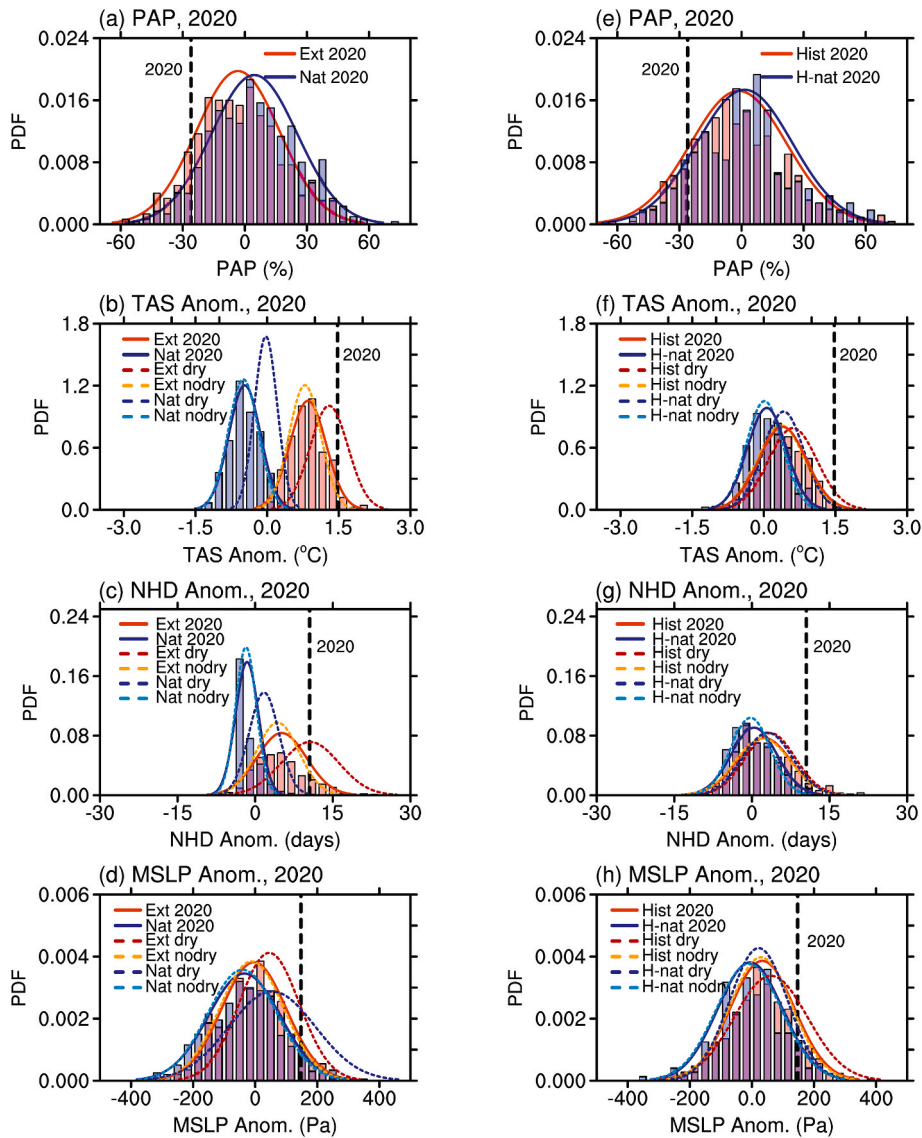 (a) PAP, 2020
0.024
0.016
0.008
0.000
PDF
2020
Ext 2020
Nat 2020
-60 -30 0 30 60
PAP (%)
(e) PAP, 2020
0.024
0.016
0.008
0.000
PDF
2020
Hist 2020
H-nat 2020
-60 -30 0 30 60
PAP (%)
(b) TAS Anom., 2020
1.8
1.2
0.6
0.0
PDF
Ext 2020
Nat 2020
Ext dry
Ext nodry
Nat dry
Nat nodry
2020
-3.0 -1.5 0.0 1.5 3.0
TAS Anom. (°C)
(f) TAS Anom., 2020
1.8
1.2
0.6
0.0
PDF
Hist 2020
H-nat 2020
Hist dry
Hist nodry
H-nat dry
H-nat nodry
2020
-3.0 -1.5 0.0 1.5 3.0
TAS Anom. (°C)
(c) NHD Anom., 2020
0.24
0.16
0.08
0.00
PDF
Ext 2020
Nat 2020
Ext dry
Ext nodry
Nat dry
Nat nodry
2020
-30 -15 0 15 30
NHD Anom. (days)
(g) NHD Anom., 2020
0.24
0.16
0.08
0.00
PDF
Hist 2020
H-nat 2020
Hist dry
Hist nodry
H-nat dry
H-nat nodry
2020
-30 -15 0 15 30
NHD Anom. (days)
(d) MSLP Anom., 2020
0.006
0.004
0.002
0.000
PDF
Ext 2020
Nat 2020
Ext dry
Ext nodry
Nat dry
Nat nodry
2020
-400 -200 0 200 400
MSLP Anom. (Pa)
(h) MSLP Anom., 2020
0.006
0.004
0.002
0.000
PDF
Hist 2020
H-nat 2020
Hist dry
Hist nodry
H-nat dry
H-nat nodry
2020
-400 -200 0 200 400
MSLP Anom. (Pa)